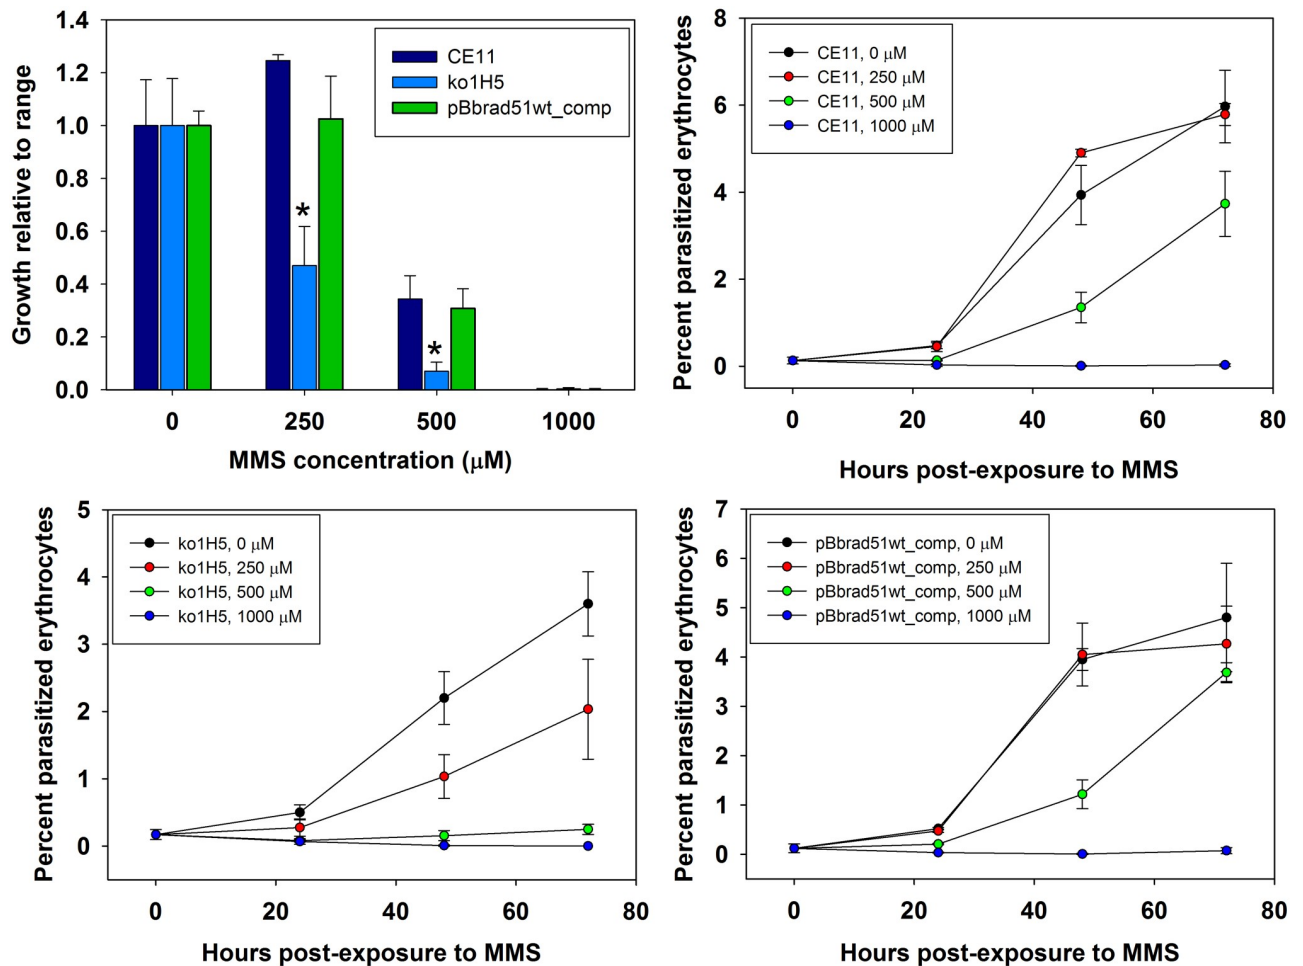 Growth relative to range
1.4
1.2
1.0
0.8
0.6
0.4
0.2
0.0
CE11
ko1H5
pBbrad51wt_comp
*
*
0 250 500 1000
MMS concentration (μM)
Percent parasitized erythrocytes
8
6
4
2
0
CE11, 0 μM
CE11, 250 μM
CE11, 500 μM
CE11, 1000 μM
0 20 40 60 80
Hours post-exposure to MMS
Percent parasitized erythrocytes
5
4
3
2
1
0
ko1H5, 0 μM
ko1H5, 250 μM
ko1H5, 500 μM
ko1H5, 1000 μM
0 20 40 60 80
Hours post-exposure to MMS
Percent parasitized erythrocytes
7
6
5
4
3
2
1
0
pBbrad51wt_comp, 0 μM
pBbrad51wt_comp, 250 μM
pBbrad51wt_comp, 500 μM
pBbrad51wt_comp, 1000 μM
0 20 40 60 80
Hours post-exposure to MMS